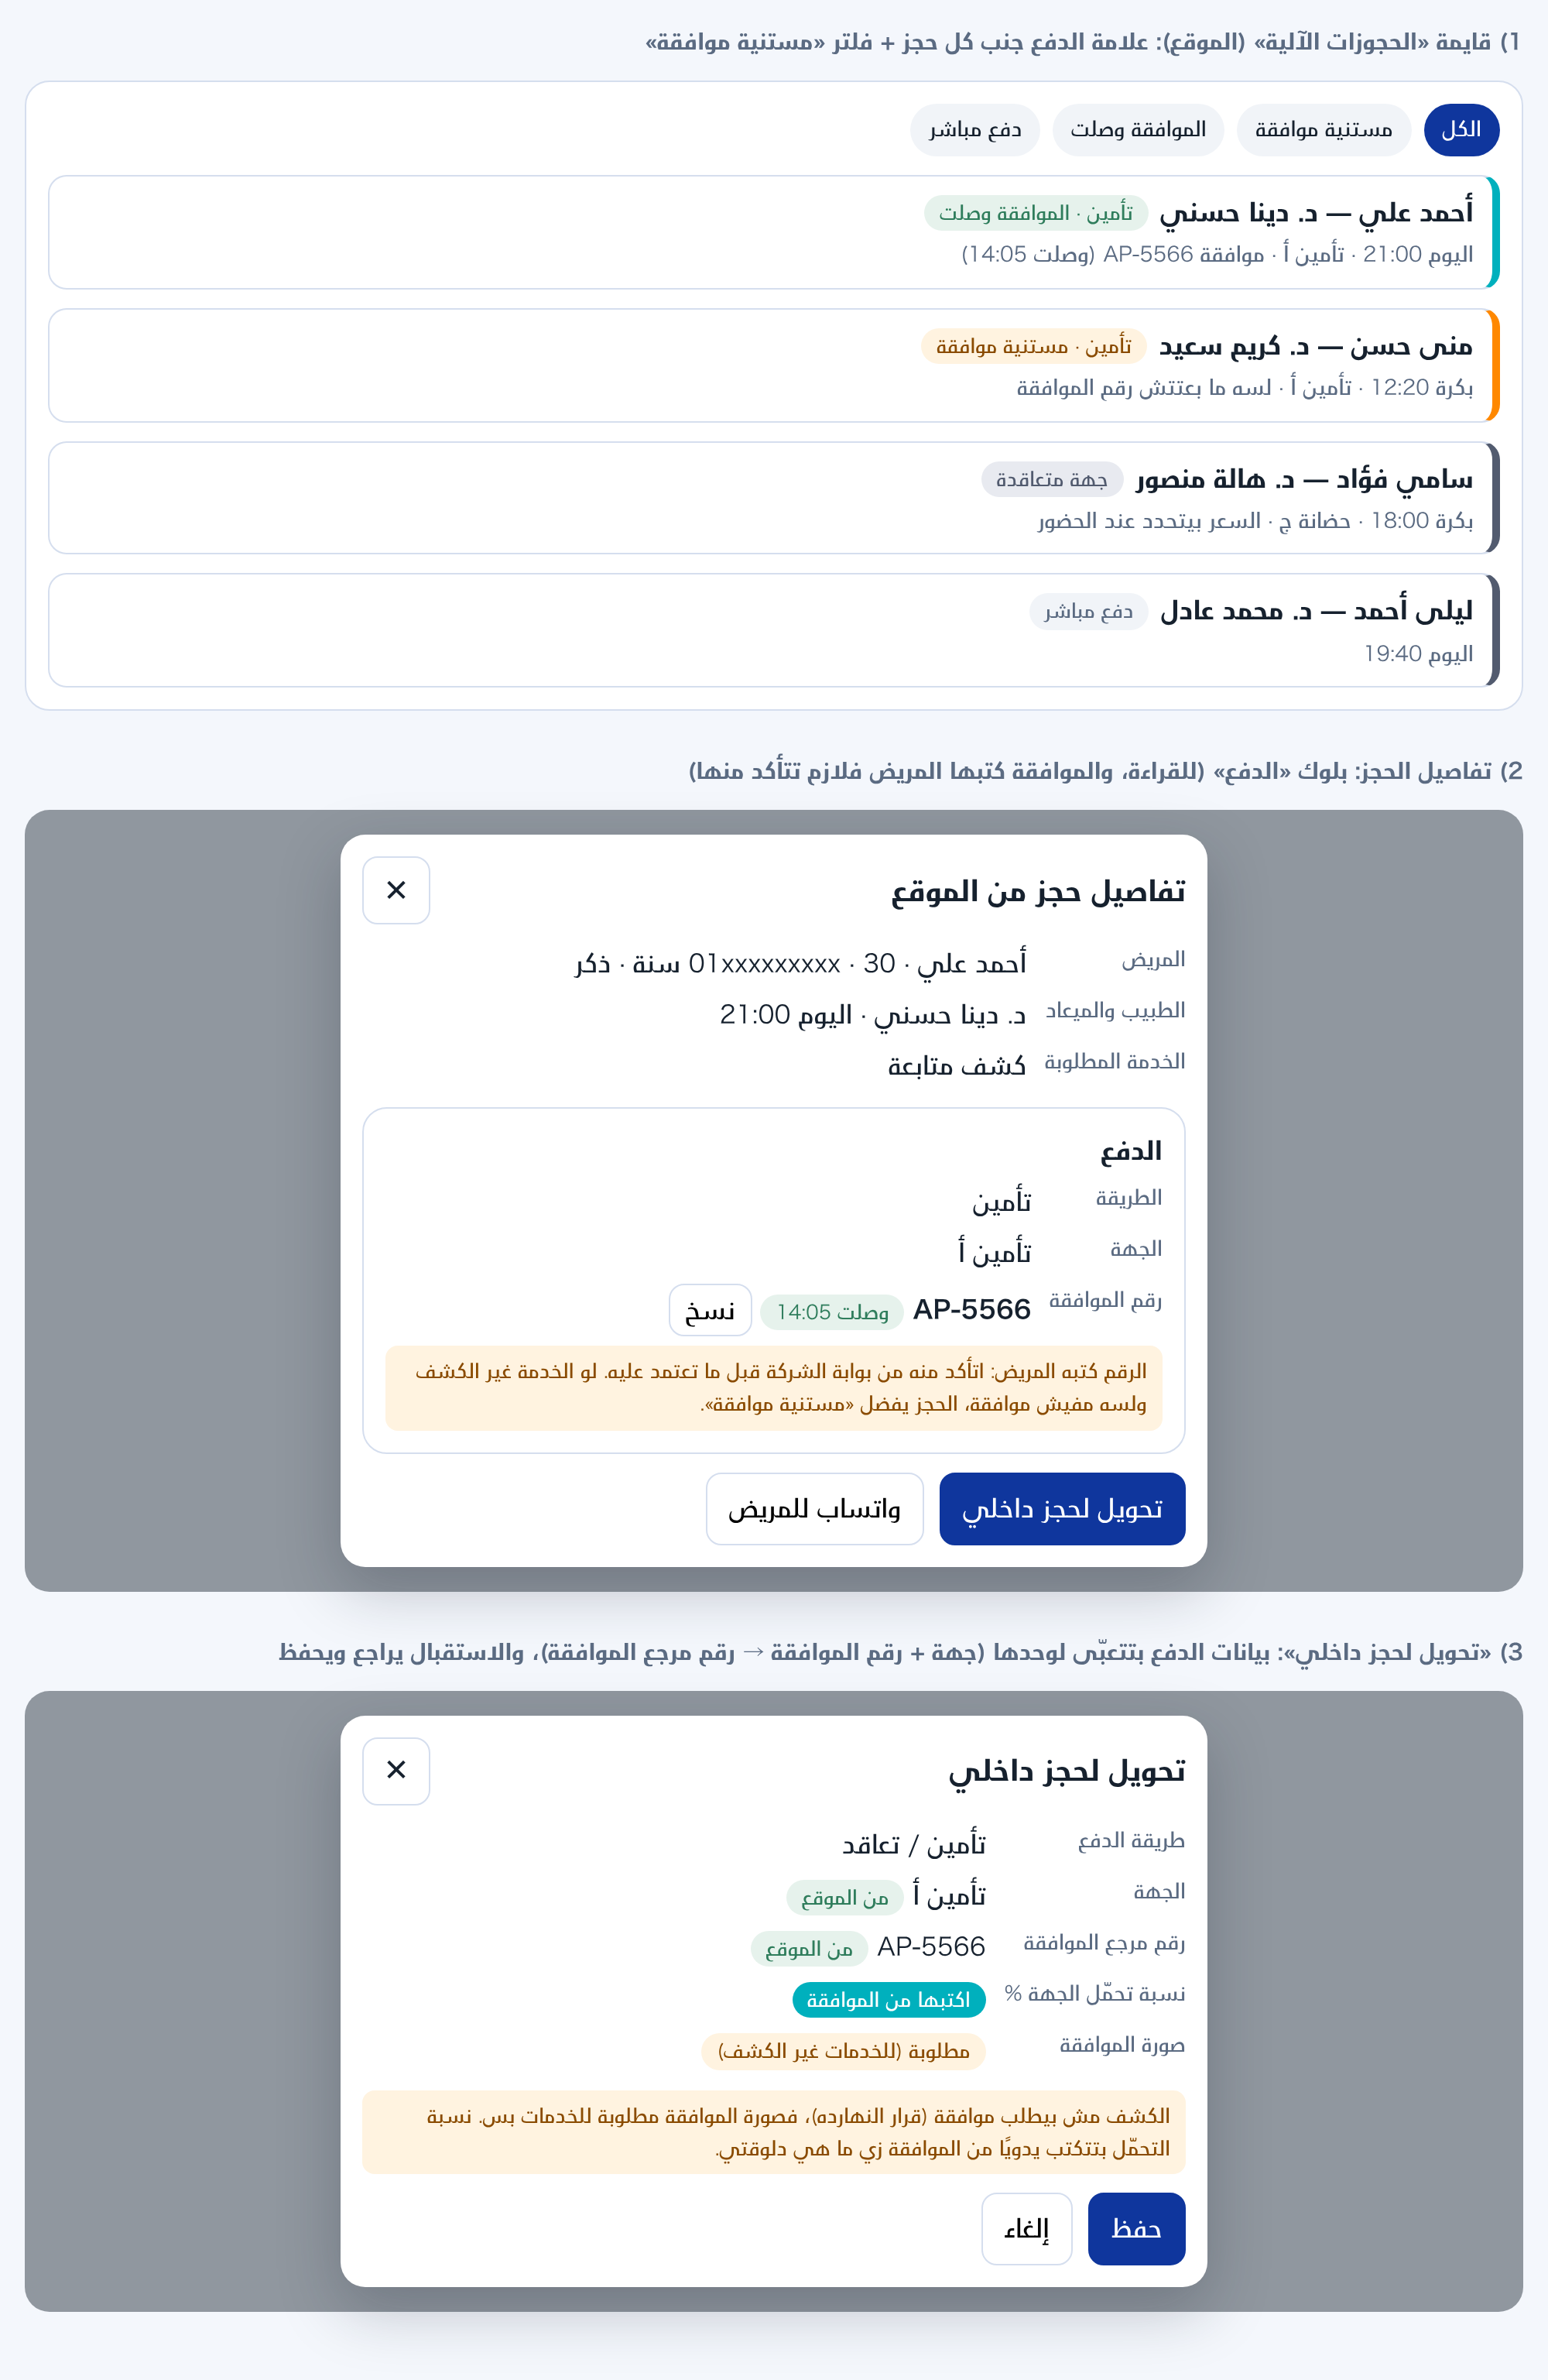 1) قايمة «الحجوزات الآلية» (الموقع): علامة الدفع جنب كل حجز + فلتر «مستنية موافقة»
الكل
مستنية موافقة
الموافقة وصلت
دفع مباشر
أحمد علي — د. دينا حسني تأمين · الموافقة وصلت
اليوم 21:00 · تأمين أ · موافقة AP-5566 (وصلت 14:05)
منى حسن — د. كريم سعيد تأمين · مستنية موافقة
بكرة 12:20 · تأمين أ · لسه ما بعتتش رقم الموافقة
سامي فؤاد — د. هالة منصور جهة متعاقدة
بكرة 18:00 · حضانة ج · السعر بيتحدد عند الحضور
ليلى أحمد — د. محمد عادل دفع مباشر
اليوم 19:40
2) تفاصيل الحجز: بلوك «الدفع» (للقراءة، والموافقة كتبها المريض فلازم تتأكد منها)
تفاصيل حجز من الموقع ✕
المريض أحمد علي · 30 · 01xxxxxxxxx سنة · ذكر
الطبيب والميعاد د. دينا حسني · اليوم 21:00
الخدمة المطلوبة كشف متابعة
الدفع
الطريقة تأمين
الجهة تأمين أ
رقم الموافقة AP-5566 وصلت 14:05 نسخ
الرقم كتبه المريض: اتأكد منه من بوابة الشركة قبل ما تعتمد عليه. لو الخدمة غير الكشف
ولسه مفيش موافقة، الحجز يفضل «مستنية موافقة».
تحويل لحجز داخلي
واتساب للمريض
3) «تحويل لحجز داخلي»: بيانات الدفع بتتعبّى لوحدها (جهة + رقم الموافقة → رقم مرجع الموافقة)، والاستقبال يراجع ويحفظ
تحويل لحجز داخلي ✕
طريقة الدفع تأمين / تعاقد
الجهة تأمين أ من الموقع
رقم مرجع الموافقة AP-5566 من الموقع
نسبة تحمّل الجهة % اكتبها من الموافقة
صورة الموافقة مطلوبة (للخدمات غير الكشف)
الكشف مش بيطلب موافقة (قرار النهارده)، فصورة الموافقة مطلوبة للخدمات بس. نسبة
التحمّل بتتكتب يدويًا من الموافقة زي ما هي دلوقتي.
حفظ
إلغاء